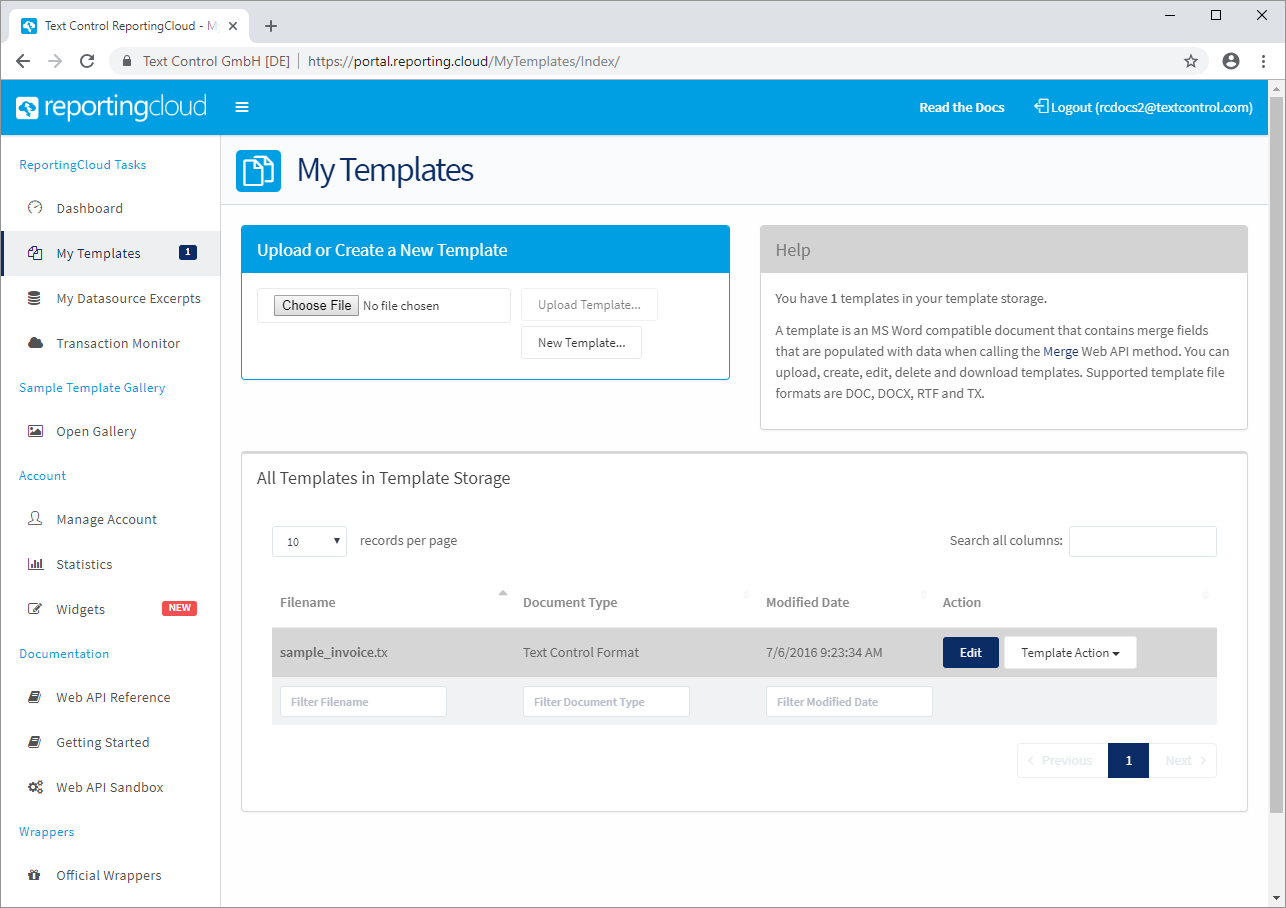 Text Control ReportingCloud - My
Text Control GmbH [DE] https://portal.reporting.cloud/MyTemplates/Index/
reportingcloud
Read the Docs
Logout (rcdocs2@textcontrol.com)
ReportingCloud Tasks
Dashboard
My Templates 1
My Datasource Excerpts
Transaction Monitor
Sample Template Gallery
Open Gallery
Account
Manage Account
Statistics
Widgets NEW
Documentation
Web API Reference
Getting Started
Web API Sandbox
Wrappers
Official Wrappers
My Templates
Upload or Create a New Template
Choose File No file chosen
Upload Template...
New Template...
Help
You have 1 templates in your template storage.
A template is an MS Word compatible document that contains merge fields
that are populated with data when calling the Merge Web API method. You can
upload, create, edit, delete and download templates. Supported template file
formats are DOC, DOCX, RTF and TX.
All Templates in Template Storage
10 records per page
Search all columns:
Filename Document Type Modified Date Action
sample_invoice.tx Text Control Format 7/6/2016 9:23:34 AM Edit Template Action
Filter Filename Filter Document Type Filter Modified Date
Previous 1 Next